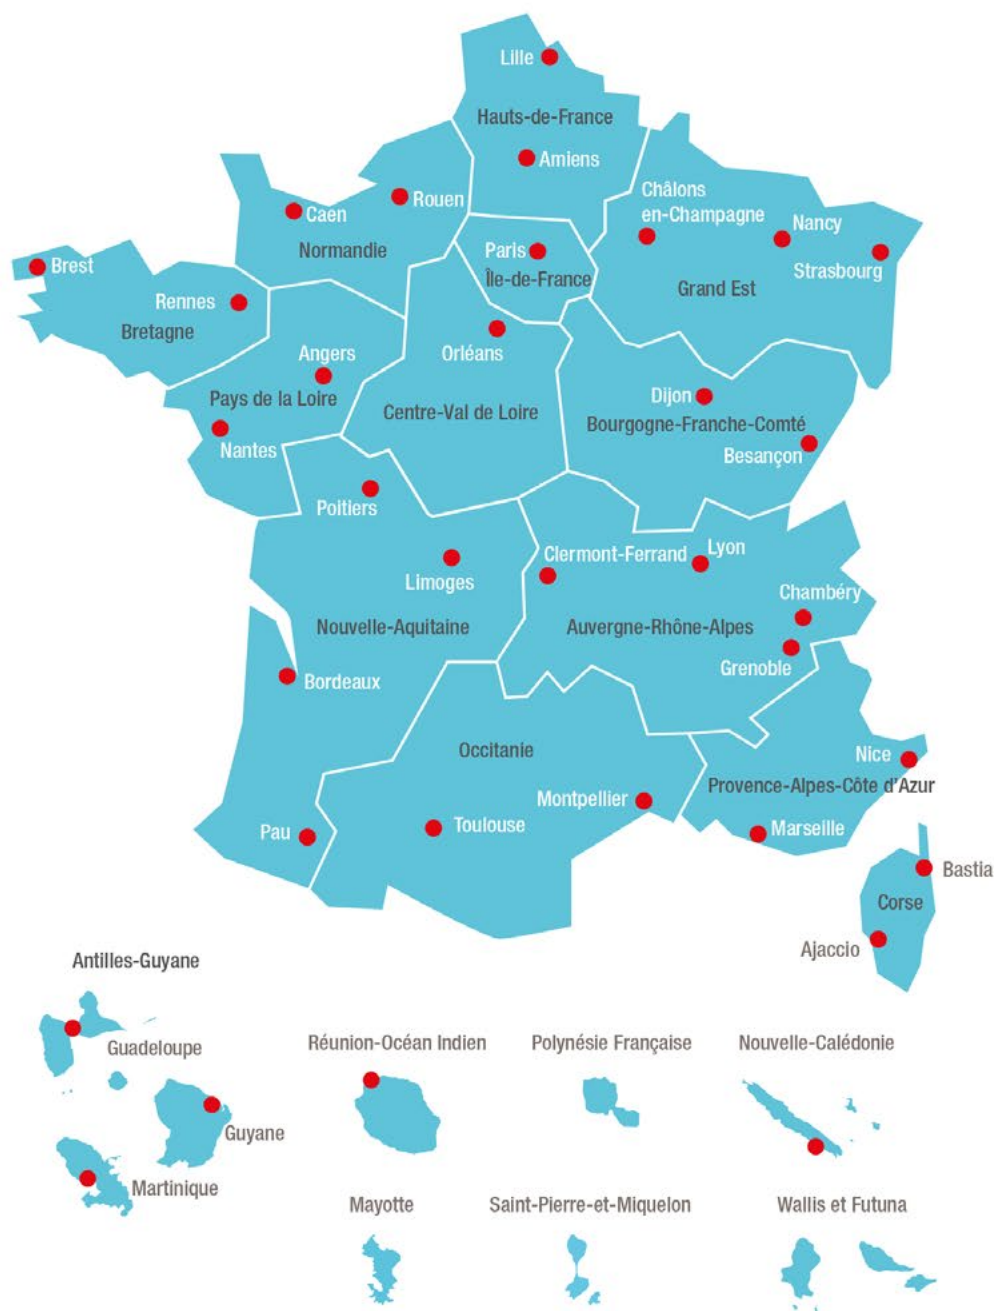 Lille
Hauts-de-France
Amiens
Châlons
en-Champagne
Rouen
Caen
Nancy
Normandie
Paris
Strasbourg
Brest
Île-de-France
Grand Est
Rennes
Bretagne
Orléans
Angers
Pays de la Loire
Centre-Val de Loire
Dijon
Bourgogne-Franche-Comté
Nantes
Besançon
Poitiers
Clermont-Ferrand
Lyon
Limoges
Chambéry
Nouvelle-Aquitaine
Auvergne-Rhône-Alpes
Grenoble
Bordeaux
Occitanie
Nice
Provence-Alpes-Côte d'Azur
Montpellier
Toulouse
Marseille
Pau
Bastia
Corse
Ajaccio
Antilles-Guyane
Guadeloupe
Réunion-Océan Indien
Polynésie Française
Nouvelle-Calédonie
Guyane
Martinique
Mayotte
Saint-Pierre-et-Miquelon
Wallis et Futuna